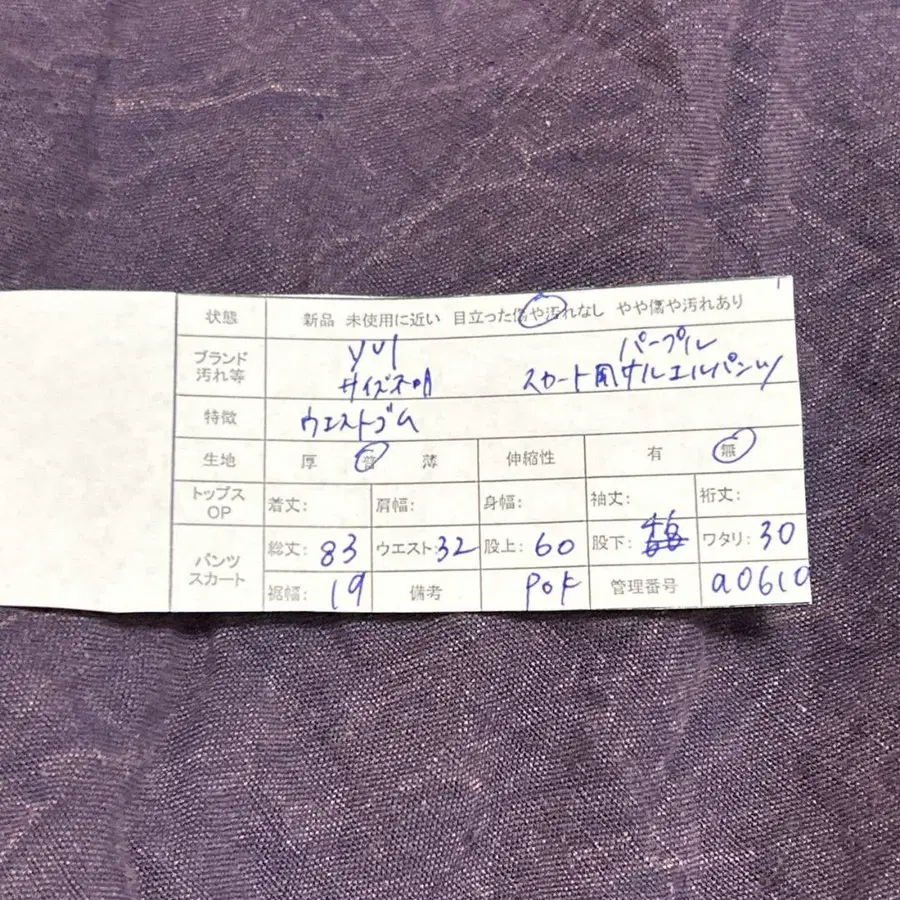 状態 新品 未使用に近い 目立った傷や汚れなし やや傷や汚れあり
ブランド 汚れ等 yui パープル
サイズ不明 スカート風サルエルパンツ
特徴 ウエストゴム
生地 厚 普 薄 伸縮性 有 無
トップス OP 着丈: 肩幅: 身幅: 袖丈: 裄丈:
パンツ スカート 総丈: 83 ウエスト 32 股上: 60 股下: 46 ワタリ: 30
裾幅: 19 備考 管理番号 a0610